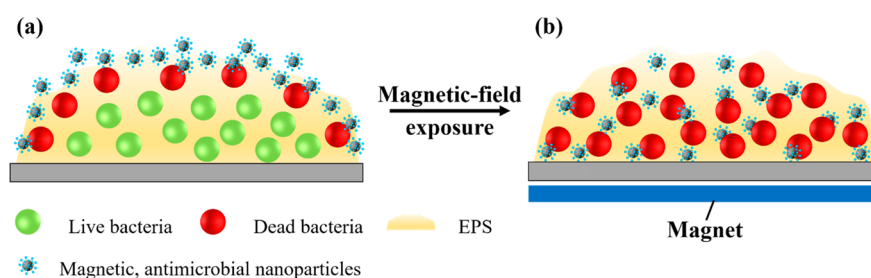 (a)
(b)
Magnetic-field
exposure
Magnet
Live bacteria
Dead bacteria
EPS
Magnetic, antimicrobial nanoparticles